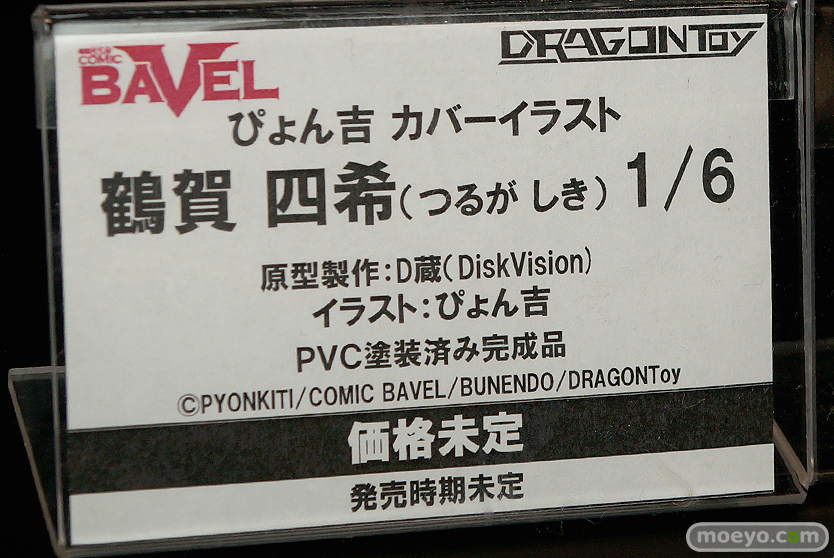 COMIC
BAVEL
DRAGONToy
ぴょん吉 カバーイラスト
鶴賀 四希(つるが しき) 1/6
原型製作:D蔵(DiskVision)
イラスト:ぴょん吉
PVC塗装済み完成品
©PYONKITI/COMIC BAVEL/BUNENDO/DRAGONToy
価格未定
発売時期未定
moeyo.com